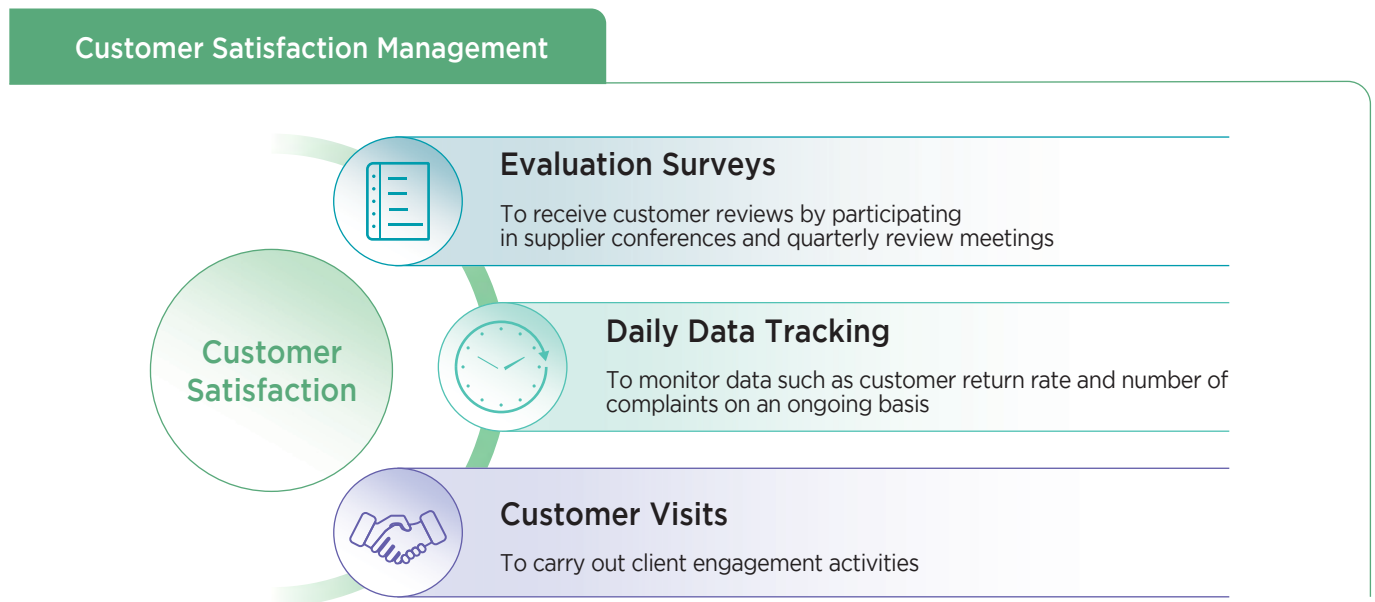 Customer Satisfaction Management
Evaluation Surveys
To receive customer reviews by participating
in supplier conferences and quarterly review meetings
Customer
Satisfaction
Daily Data Tracking
To monitor data such as customer return rate and number of
complaints on an ongoing basis
Customer Visits
To carry out client engagement activities